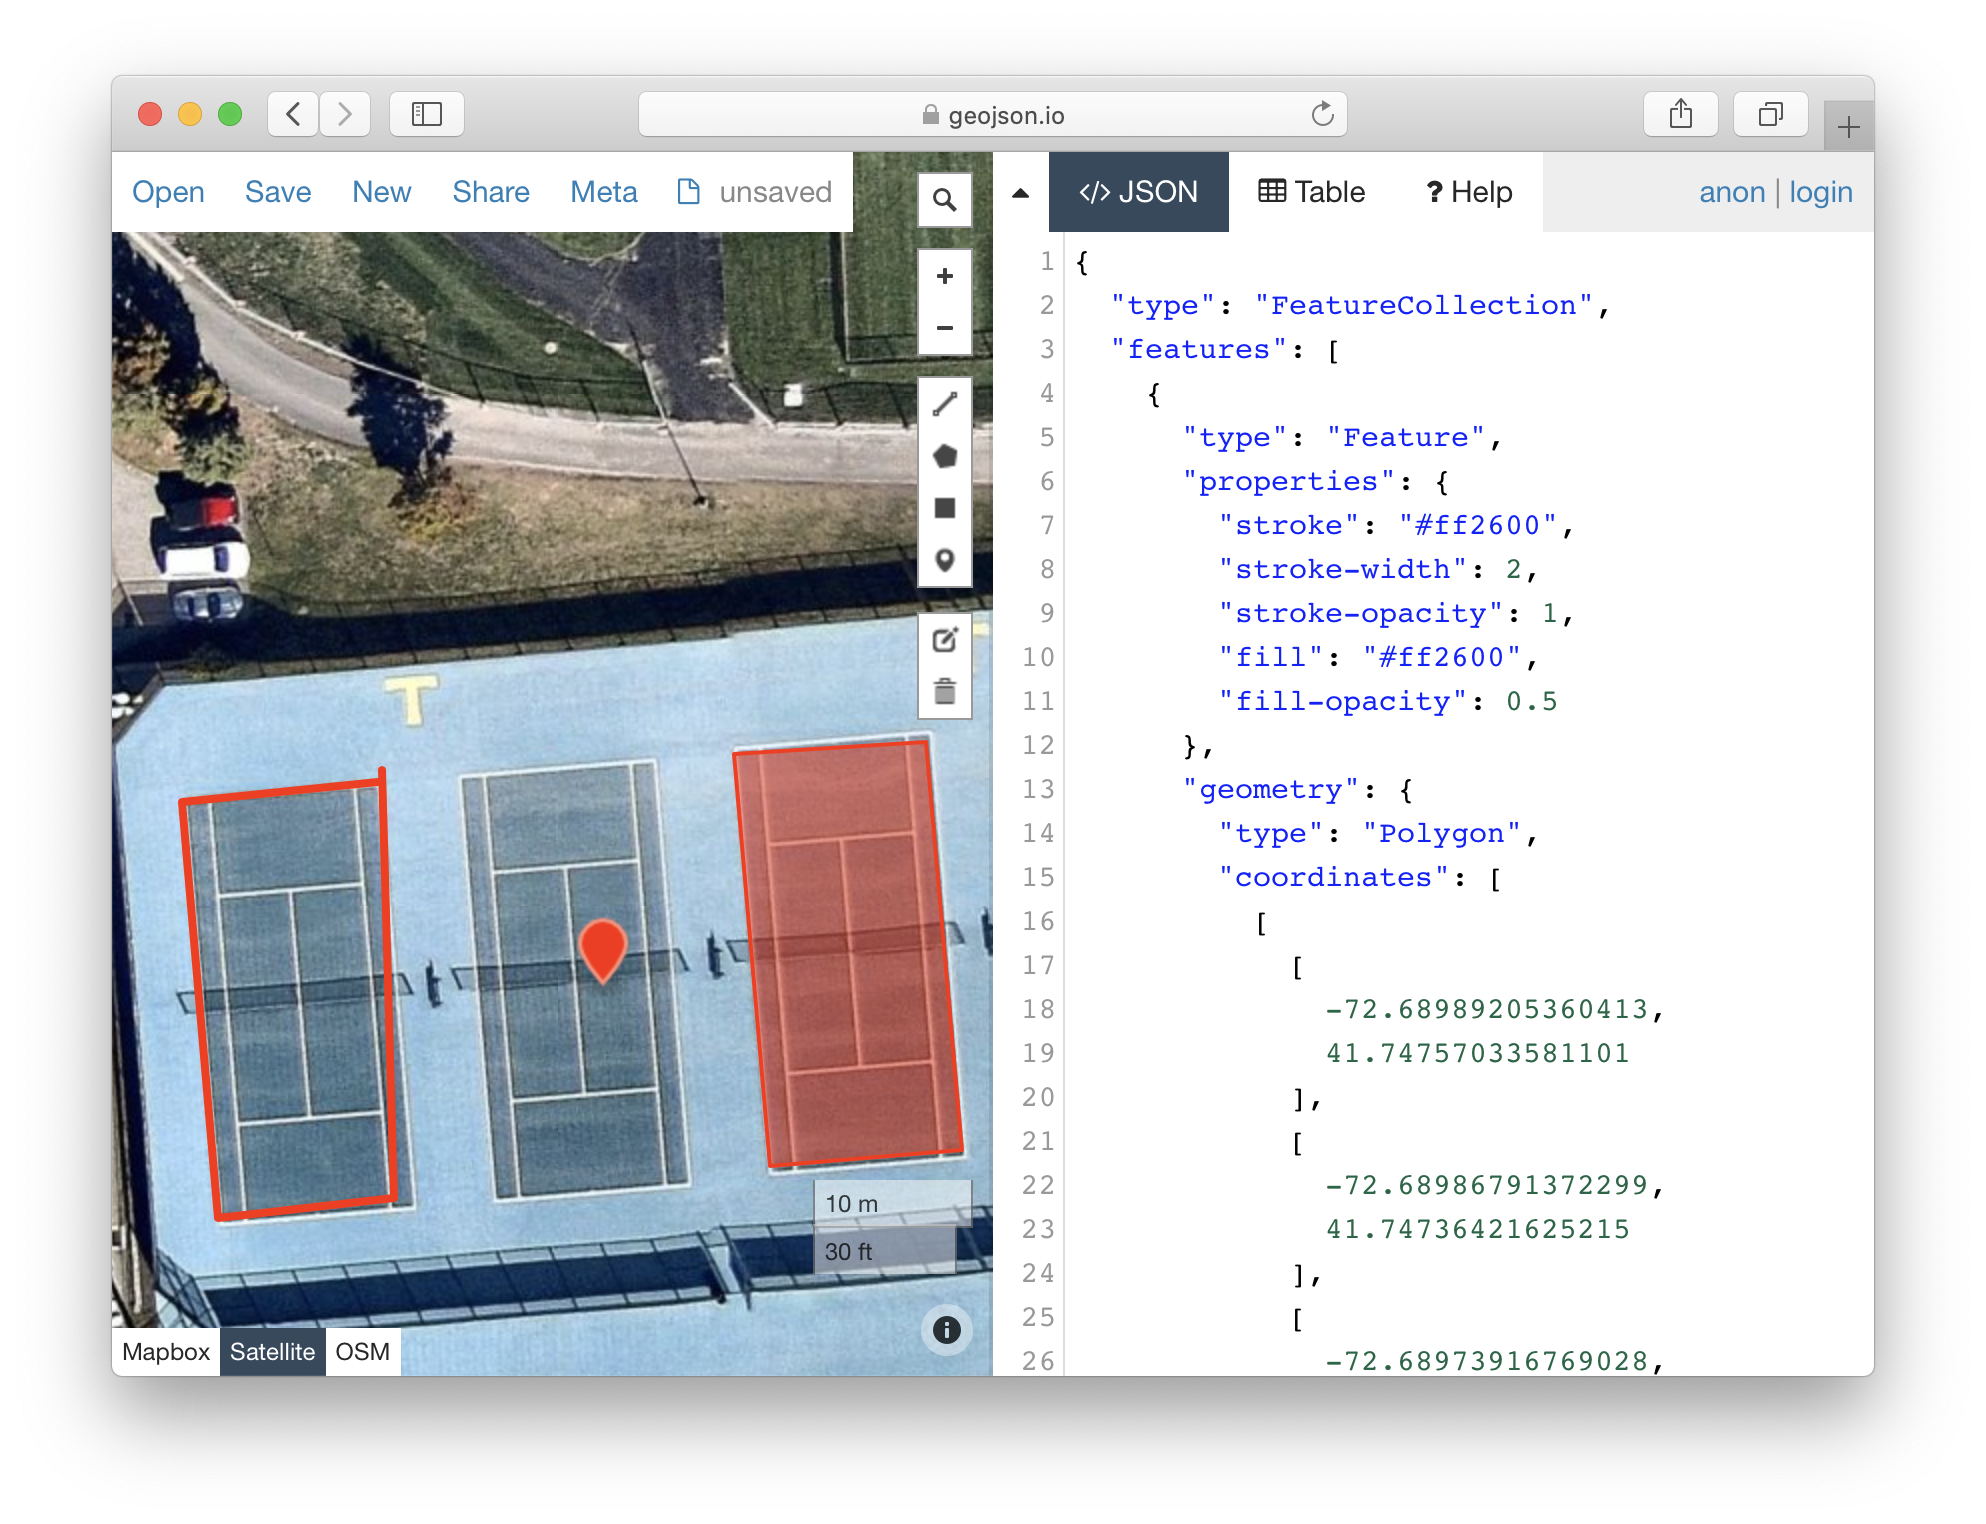 geojson.io
Open Save New Share Meta unsaved
</> JSON Table ? Help anon | login
T
10 m
30 ft
Mapbox Satellite OSM
1 {
2 "type": "FeatureCollection",
3 "features": [
4 {
5 "type": "Feature",
6 "properties": {
7 "stroke": "#ff2600",
8 "stroke-width": 2,
9 "stroke-opacity": 1,
10 "fill": "#ff2600",
11 "fill-opacity": 0.5
12 },
13 "geometry": {
14 "type": "Polygon",
15 "coordinates": [
16 [
17 [
18 -72.68989205360413,
19 41.74757033581101
20 ],
21 [
22 -72.68986791372299,
23 41.74736421625215
24 ],
25 [
26 -72.68973916769028,